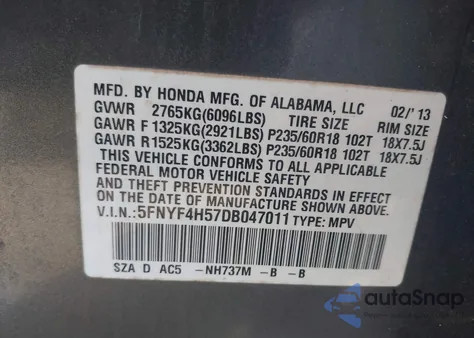 MFD. BY HONDA MFG. OF ALABAMA, LLC 02/'13
GVWR 2765KG(6096LBS) TIRE SIZE RIM SIZE
GAWR F 1325KG(2921LBS) P235/60R18 102T 18X7.5J
GAWR R1525KG(3362LBS) P235/60R18 102T 18X7.5J
THIS VEHICLE CONFORMS TO ALL APPLICABLE
FEDERAL MOTOR VEHICLE SAFETY
AND THEFT PREVENTION STANDARDS IN EFFECT ON
THE DATE OF MANUFACTURE SHOWN ABOVE.
V.I.N.: 5FNYF4H57DB047011 TYPE: MPV
SZA D AC5 -NH737M -B -B
autoSnap